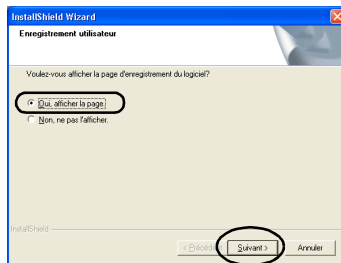 InstallShield Wizard
Enregistrement utilisateur
Voulez-vous afficher la page d'enregistrement du logiciel?
Oui, afficher la page.
Non, ne pas l'afficher.
InstallShield
< Précédent
Suivant >
Annuler